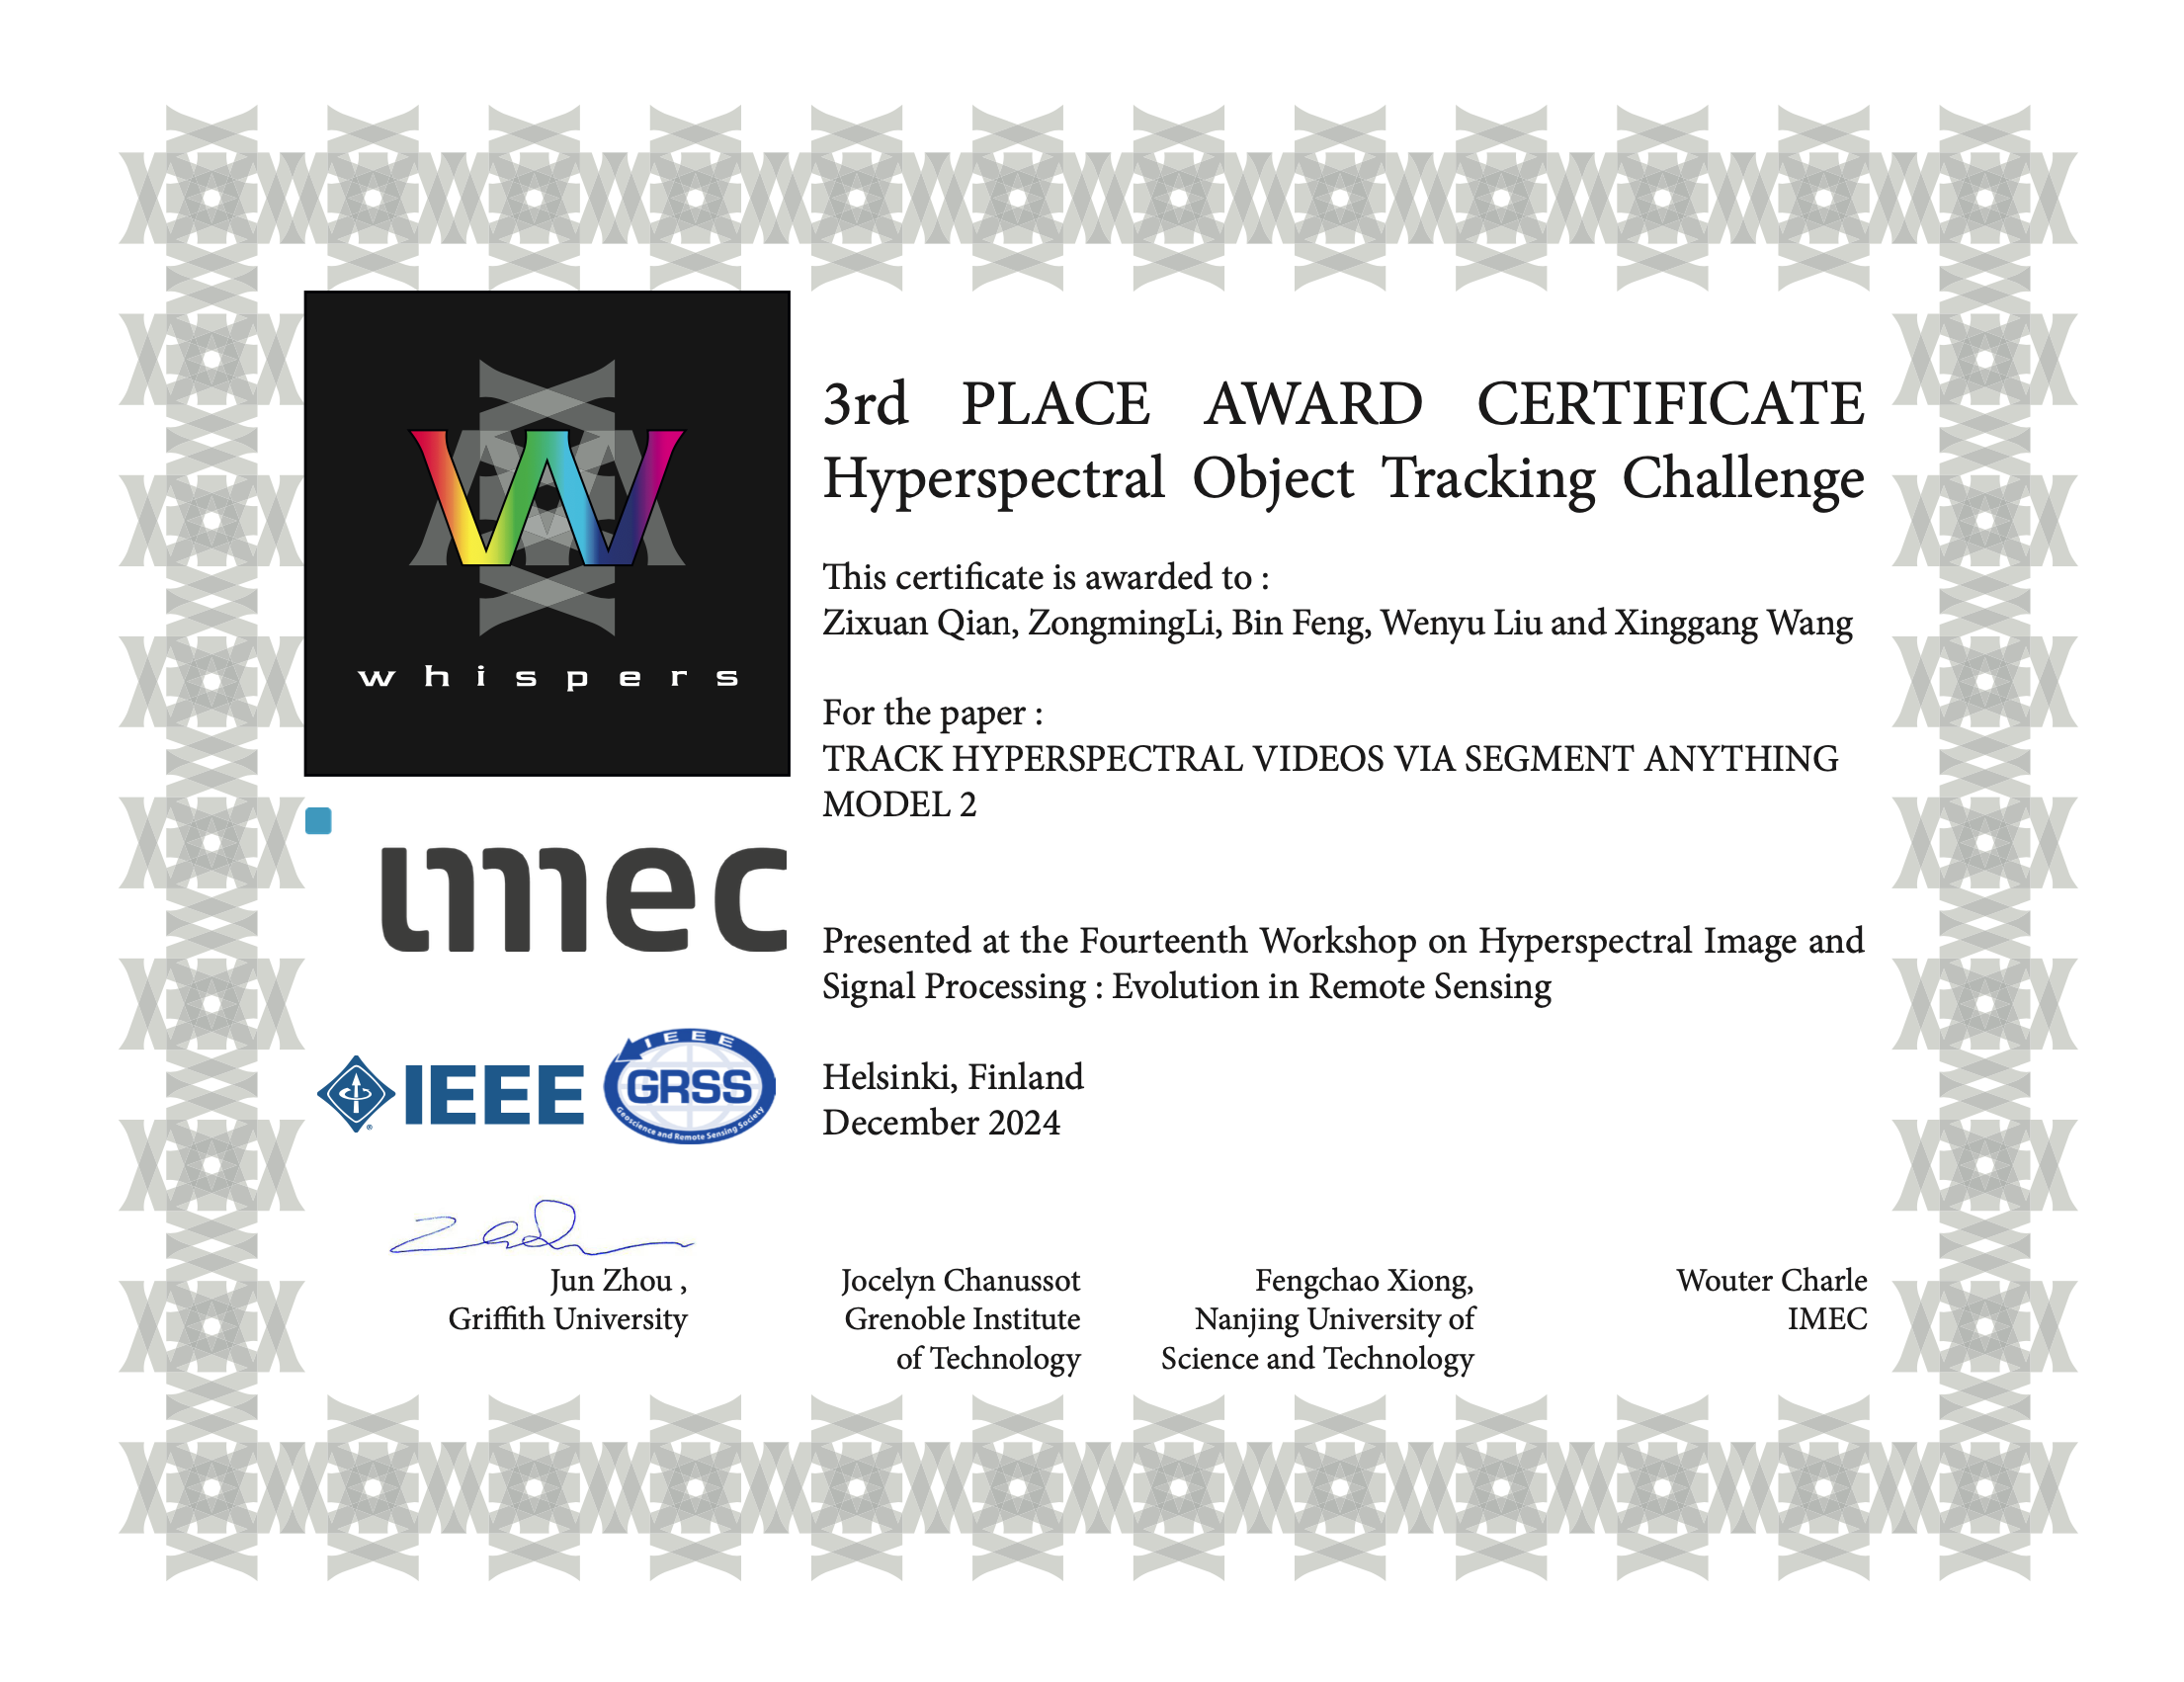 3rd PLACE AWARD CERTIFICATE
Hyperspectral Object Tracking Challenge
This certificate is awarded to :
Zixuan Qian, ZongmingLi, Bin Feng, Wenyu Liu and Xinggang Wang
For the paper :
TRACK HYPERSPECTRAL VIDEOS VIA SEGMENT ANYTHING
MODEL 2
Presented at the Fourteenth Workshop on Hyperspectral Image and
Signal Processing : Evolution in Remote Sensing
Helsinki, Finland
December 2024
W
whispers
imec
IEEE
®
IEEE
GRSS
Geoscience and Remote Sensing Society
Jun Zhou ,
Griffith University
Jocelyn Chanussot
Grenoble Institute
of Technology
Fengchao Xiong,
Nanjing University of
Science and Technology
Wouter Charle
IMEC